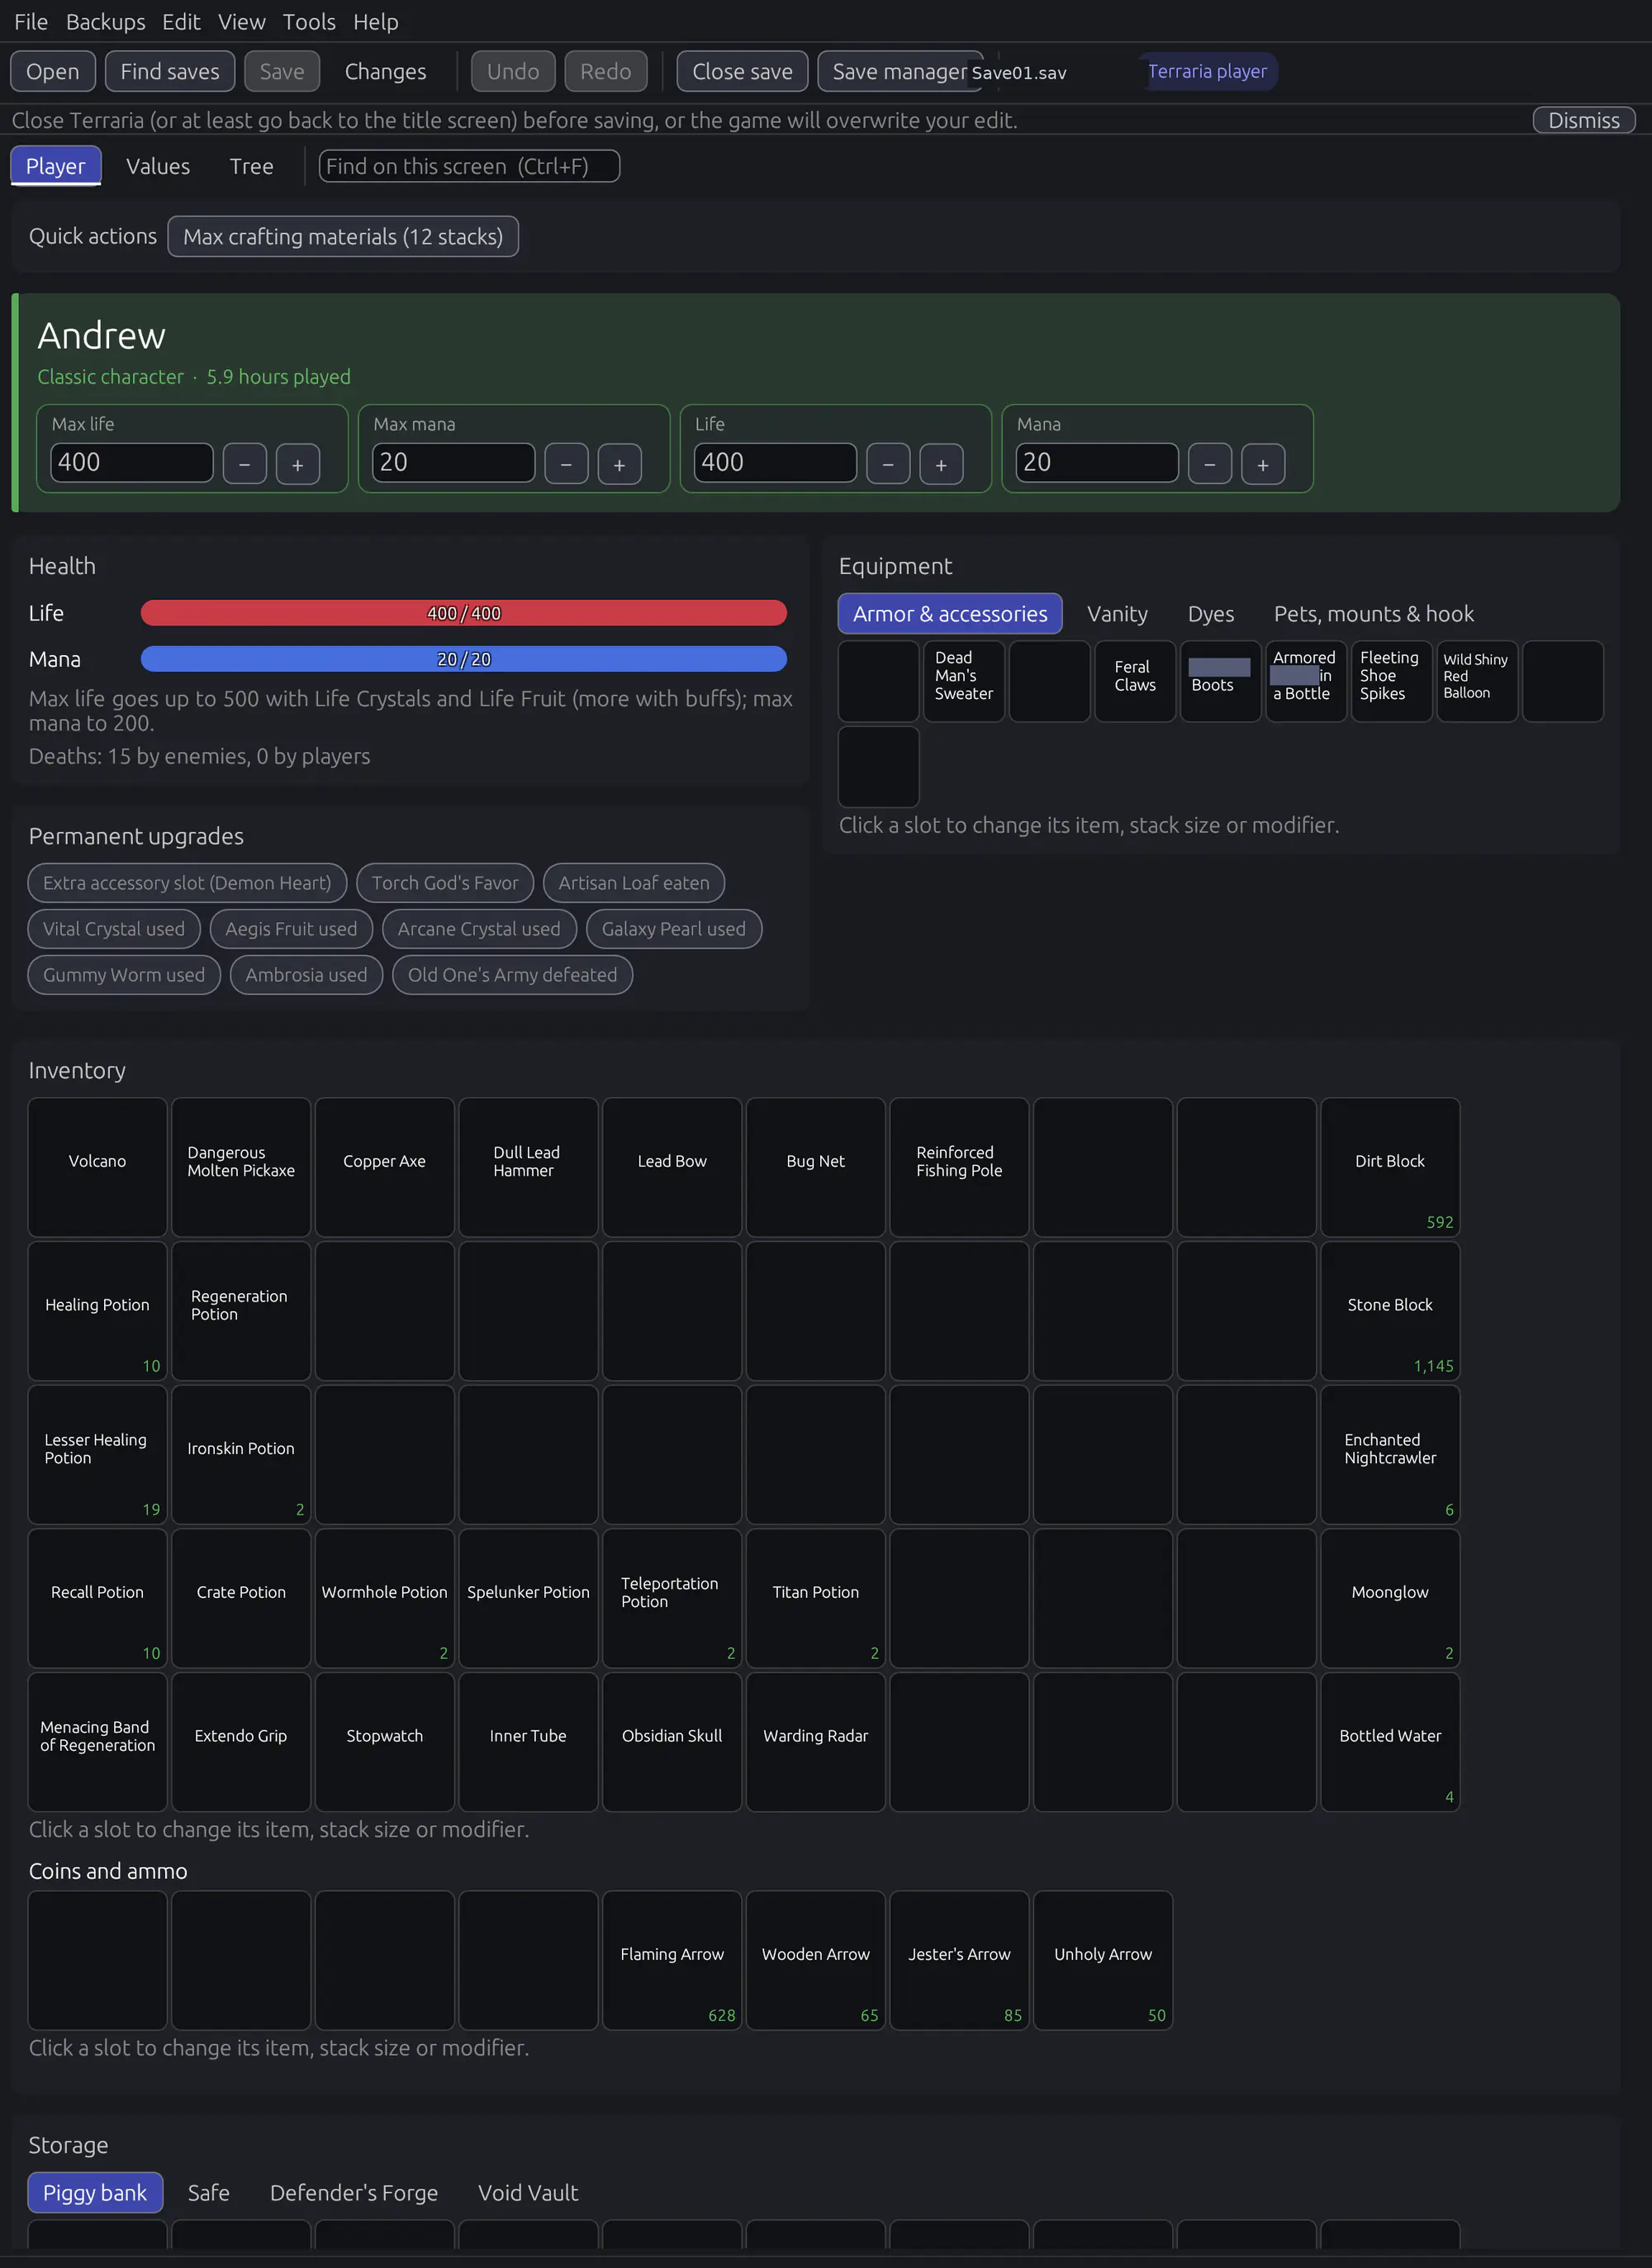 File Backups Edit View Tools Help
Open Find saves Save Changes Undo Redo Close save Save manager Save01.sav Terraria player
Close Terraria (or at least go back to the title screen) before saving, or the game will overwrite your edit. Dismiss
Player Values Tree Find on this screen (Ctrl+F)
Quick actions Max crafting materials (12 stacks)
Andrew
Classic character · 5.9 hours played
Max life Max mana Life Mana
400 − + 20 − + 400 − + 20 − +
Health
Life 400 / 400
Mana 20 / 20
Max life goes up to 500 with Life Crystals and Life Fruit (more with buffs); max
mana to 200.
Deaths: 15 by enemies, 0 by players
Equipment
Armor & accessories Vanity Dyes Pets, mounts & hook
Dead
Man's
Sweater
Feral
Claws
Boots
Armored
in
a Bottle
Fleeting
Shoe
Spikes
Wild Shiny
Red
Balloon
Click a slot to change its item, stack size or modifier.
Permanent upgrades
Extra accessory slot (Demon Heart) Torch God's Favor Artisan Loaf eaten
Vital Crystal used Aegis Fruit used Arcane Crystal used Galaxy Pearl used
Gummy Worm used Ambrosia used Old One's Army defeated
Inventory
Volcano
Dangerous
Molten Pickaxe
Copper Axe
Dull Lead
Hammer
Lead Bow
Bug Net
Reinforced
Fishing Pole
Dirt Block
592
Healing Potion
10
Regeneration
Potion
Stone Block
1,145
Lesser Healing
Potion
19
Ironskin Potion
2
Enchanted
Nightcrawler
6
Recall Potion
10
Crate Potion
Wormhole Potion
2
Spelunker Potion
Teleportation
Potion
2
Titan Potion
2
Moonglow
2
Menacing Band
of Regeneration
Extendo Grip
Stopwatch
Inner Tube
Obsidian Skull
Warding Radar
Bottled Water
4
Click a slot to change its item, stack size or modifier.
Coins and ammo
Flaming Arrow
628
Wooden Arrow
65
Jester's Arrow
85
Unholy Arrow
50
Click a slot to change its item, stack size or modifier.
Storage
Piggy bank Safe Defender's Forge Void Vault